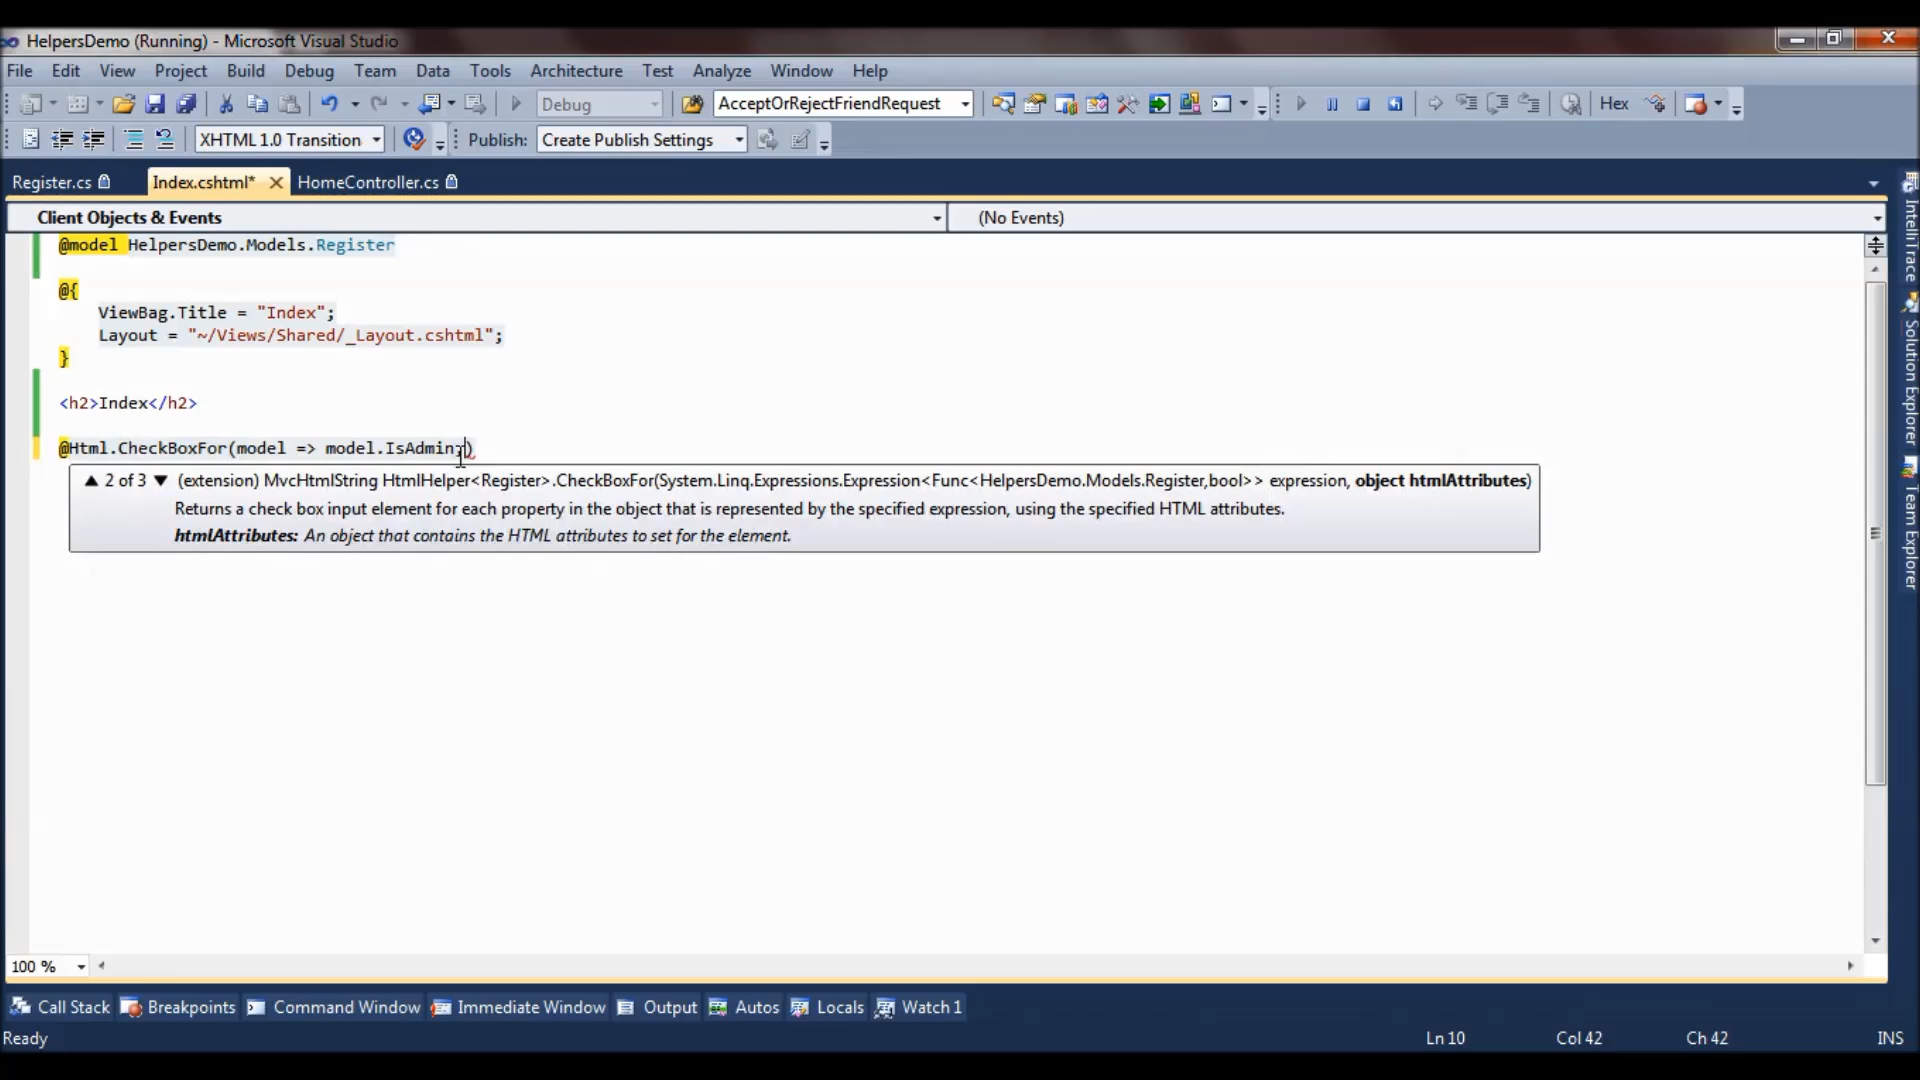 HelpersDemo (Running) - Microsoft Visual Studio
File Edit View Project Build Debug Team Data Tools Architecture Test Analyze Window Help
Debug AcceptOrRejectFriendRequest Hex
XHTML 1.0 Transition Publish: Create Publish Settings
Register.cs Index.cshtml* HomeController.cs
Client Objects & Events (No Events)
@model HelpersDemo.Models.Register
@{
ViewBag.Title = "Index";
Layout = "~/Views/Shared/_Layout.cshtml";
}
<h2>Index</h2>
@Html.CheckBoxFor(model => model.IsAdmin,)
2 of 3 (extension) MvcHtmlString HtmlHelper<Register>.CheckBoxFor(System.Linq.Expressions.Expression<Func<HelpersDemo.Models.Register,bool>> expression, object htmlAttributes)
Returns a check box input element for each property in the object that is represented by the specified expression, using the specified HTML attributes.
htmlAttributes: An object that contains the HTML attributes to set for the element.
IntelliTrace
Solution Explorer
Team Explorer
100 %
Call Stack Breakpoints Command Window Immediate Window Output Autos Locals Watch 1
Ready Ln 10 Col 42 Ch 42 INS